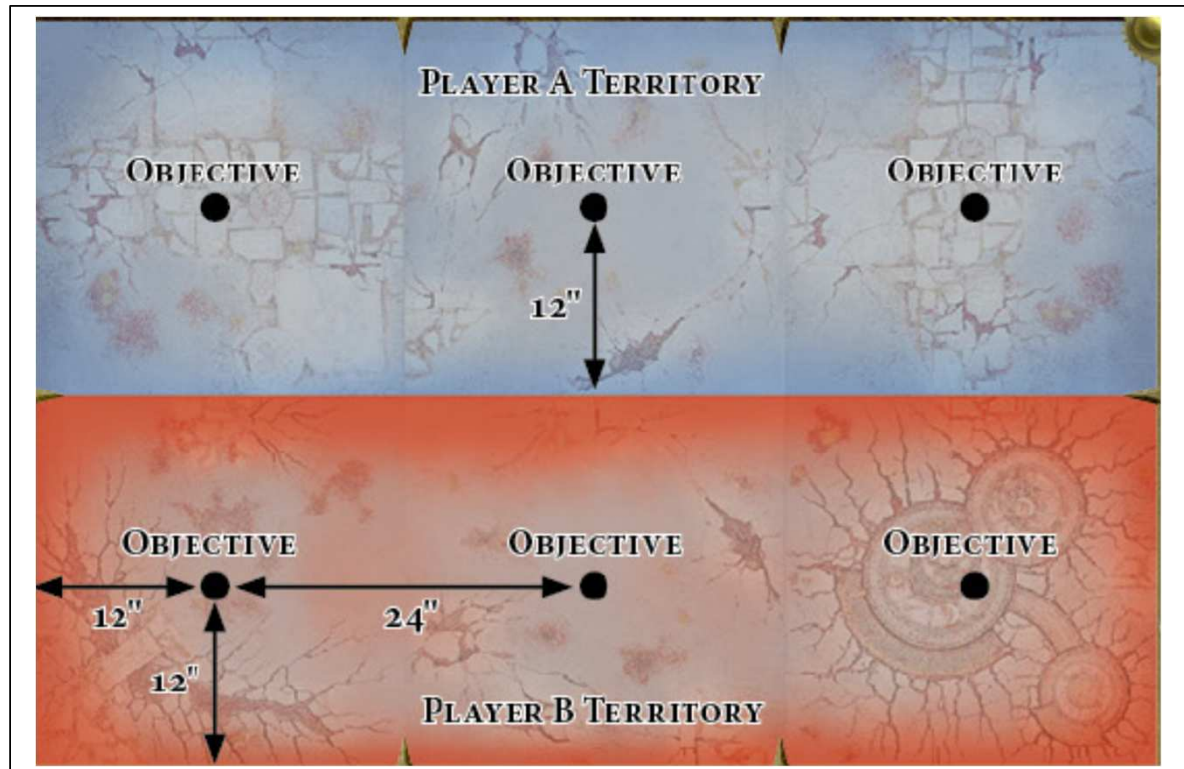 Player A Territory
Objective Objective Objective
12"
Objective Objective Objective
12" 24"
12"
Player B Territory